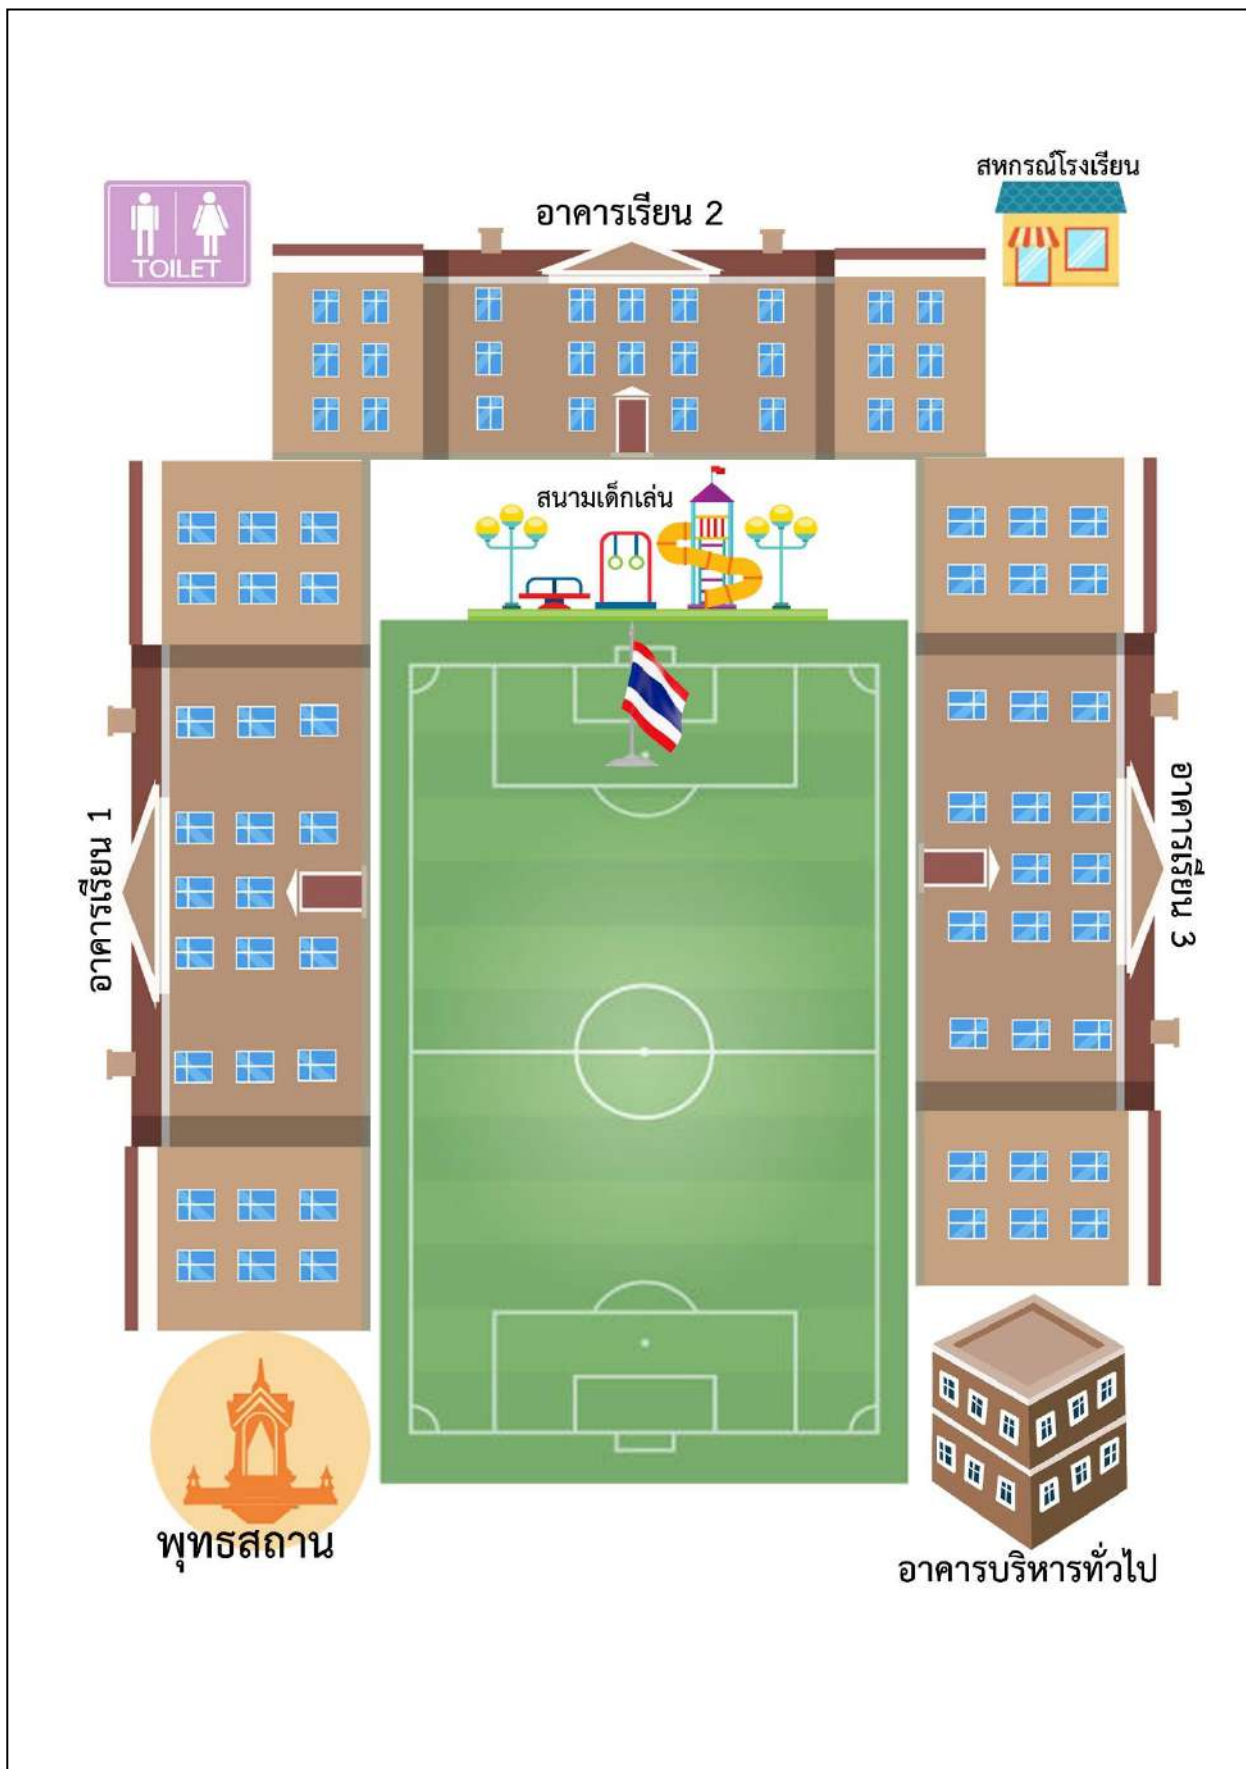 สหกรณ์โรงเรียน
อาคารเรียน 2
TOILET
สนามเด็กเล่น
อาคารเรียน 1
อาคารเรียน 3
พุทธสถาน
อาคารบริหารทั่วไป